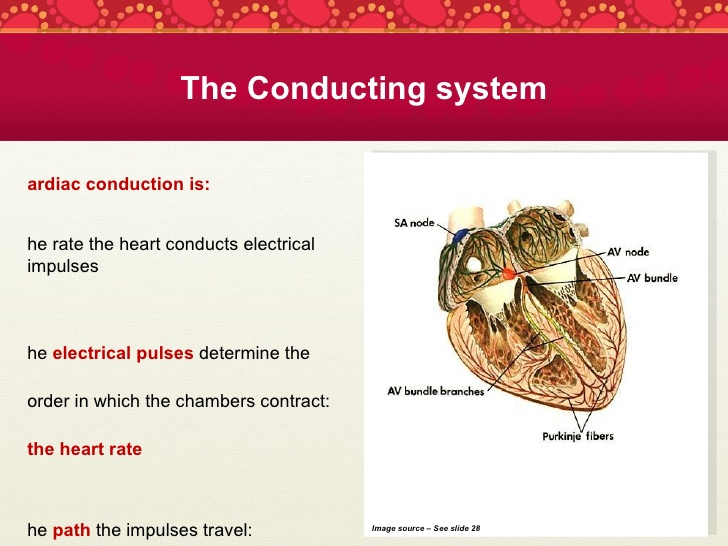 The Conducting system
ardiac conduction is:
he rate the heart conducts electrical
impulses
he electrical pulses determine the
order in which the chambers contract:
the heart rate
he path the impulses travel:
SA node
AV node
AV bundle
AV bundle branches
Purkinje fibers
Image source – See slide 28